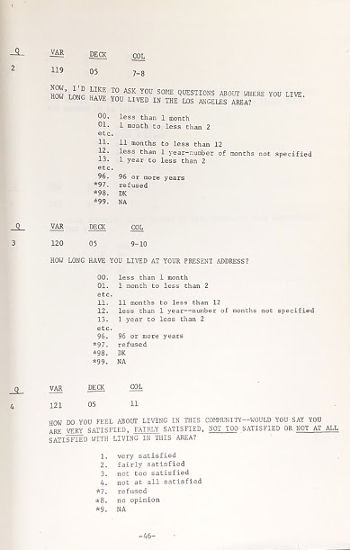 Q VAR DECK COL
2 119 05 7-8
NOW, I'D LIKE TO ASK YOU SOME QUESTIONS ABOUT WHERE YOU LIVE.
HOW LONG HAVE YOU LIVED IN THE LOS ANGELES AREA?
00. less than 1 month
01. 1 month to less than 2
etc.
11. 11 months to less than 12
12. less than 1 year-number of months not specified
13. 1 year to less than 2
etc.
96. 96 or more years
*97. refused
*98. DK
*99. NA
Q VAR DECK COL
3 120 05 9-10
HOW LONG HAVE YOU LIVED AT YOUR PRESENT ADDRESS?
00. less than 1 month
01. 1 month to less than 2
etc.
11. 11 months to less than 12
12. less than 1 year--number of months not specified
13. 1 year to less than 2
etc.
96. 96 or more years
*97. refused
*98. DK
*99. NA
Q VAR DECK COL
4 121 05 11
HOW DO YOU FEEL ABOUT LIVING IN THIS COMMUNITY--WOULD YOU SAY YOU
ARE VERY SATISFIED, FAIRLY SATISFIED, NOT TOO SATISFIED OR NOT AT ALL
SATISFIED WITH LIVING IN THIS AREA?
1. very satisfied
2. fairly satisfied
3. not too satisfied
4. not at all satisfied
*7. refused
*8. no opinion
*9. NA
-46-